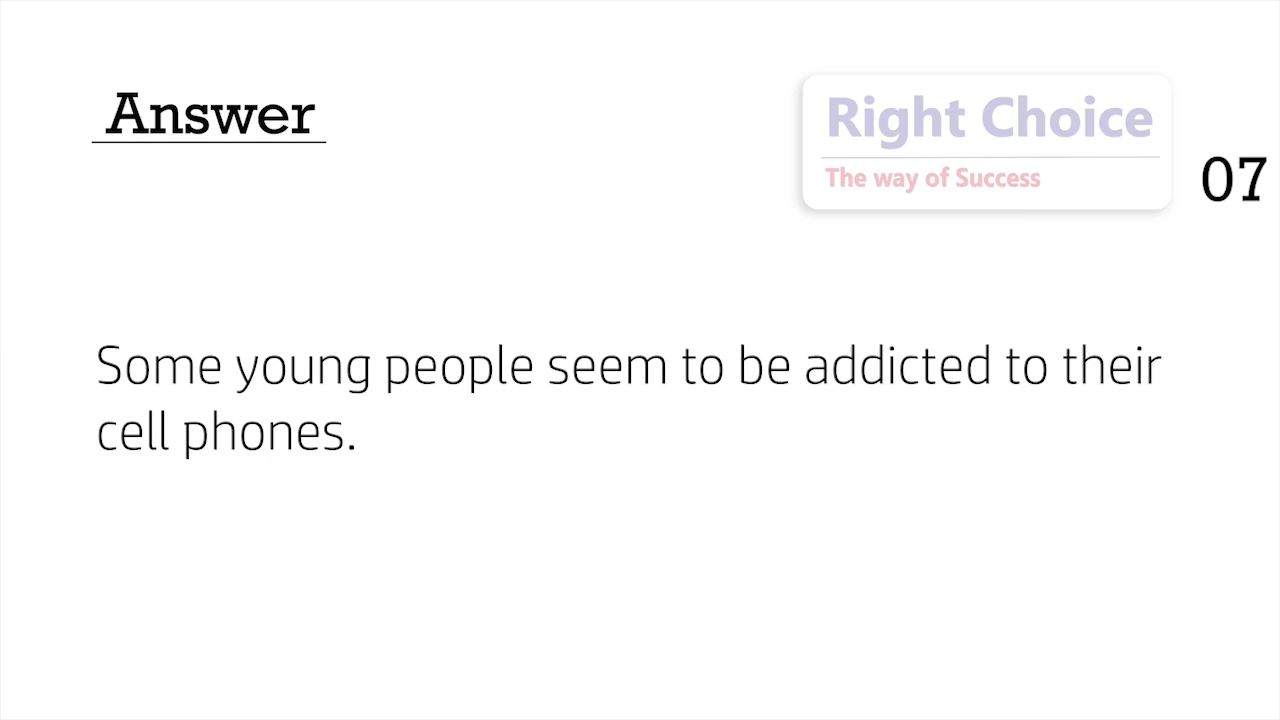 Answer
Right Choice
The way of Success
07
Some young people seem to be addicted to their
cell phones.